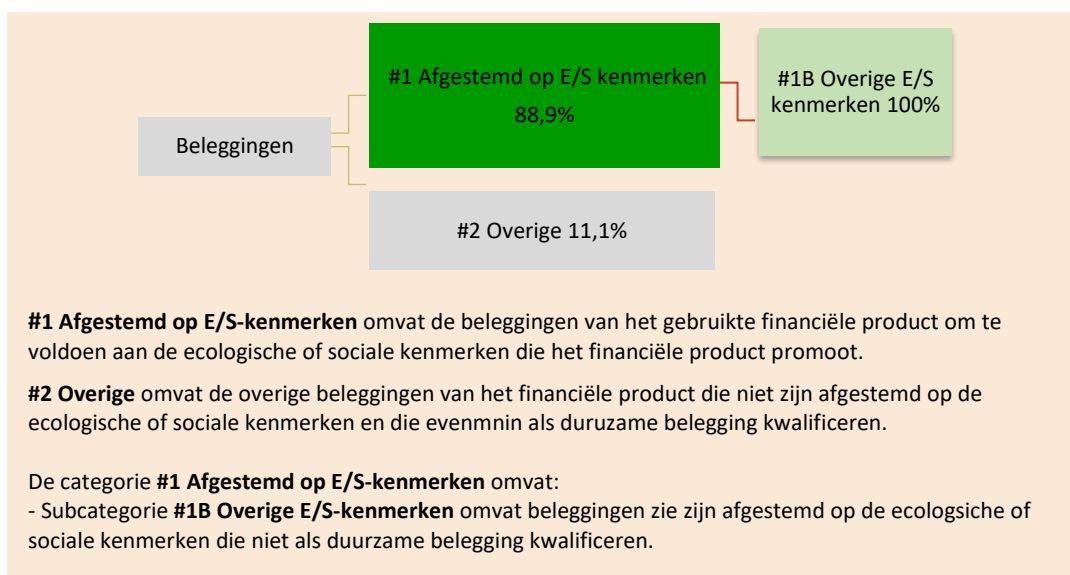 #1 Afgestemd op E/S kenmerken
88,9%
#1B Overige E/S
kenmerken 100%
Beleggingen
#2 Overige 11,1%
#1 Afgestemd op E/S-kenmerken omvat de beleggingen van het gebruikte financiële product om te
voldoen aan de ecologische of sociale kenmerken die het financiële product promoot.
#2 Overige omvat de overige beleggingen van het financiële product die niet zijn afgestemd op de
ecologische of sociale kenmerken en die evenmnin als duruzame belegging kwalificeren.
De categorie #1 Afgestemd op E/S-kenmerken omvat:
- Subcategorie #1B Overige E/S-kenmerken omvat beleggingen zie zijn afgestemd op de ecologsiche of
sociale kenmerken die niet als duurzame belegging kwalificeren.